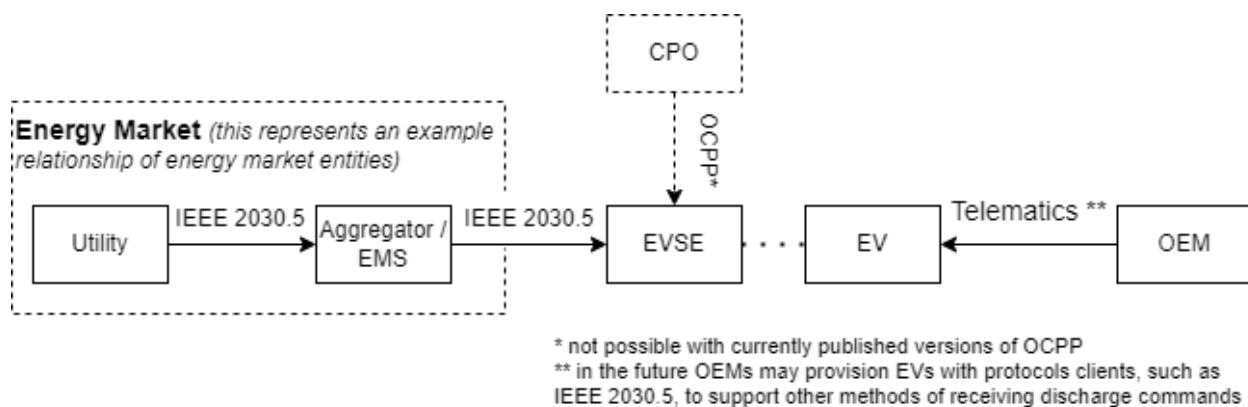 CPO
OCPP*
Energy Market (this represents an example
relationship of energy market entities)
Utility
IEEE 2030.5
Aggregator /
EMS
IEEE 2030.5
EVSE
EV
Telematics **
OEM
* not possible with currently published versions of OCPP
** in the future OEMs may provision EVs with protocols clients, such as
IEEE 2030.5, to support other methods of receiving discharge commands